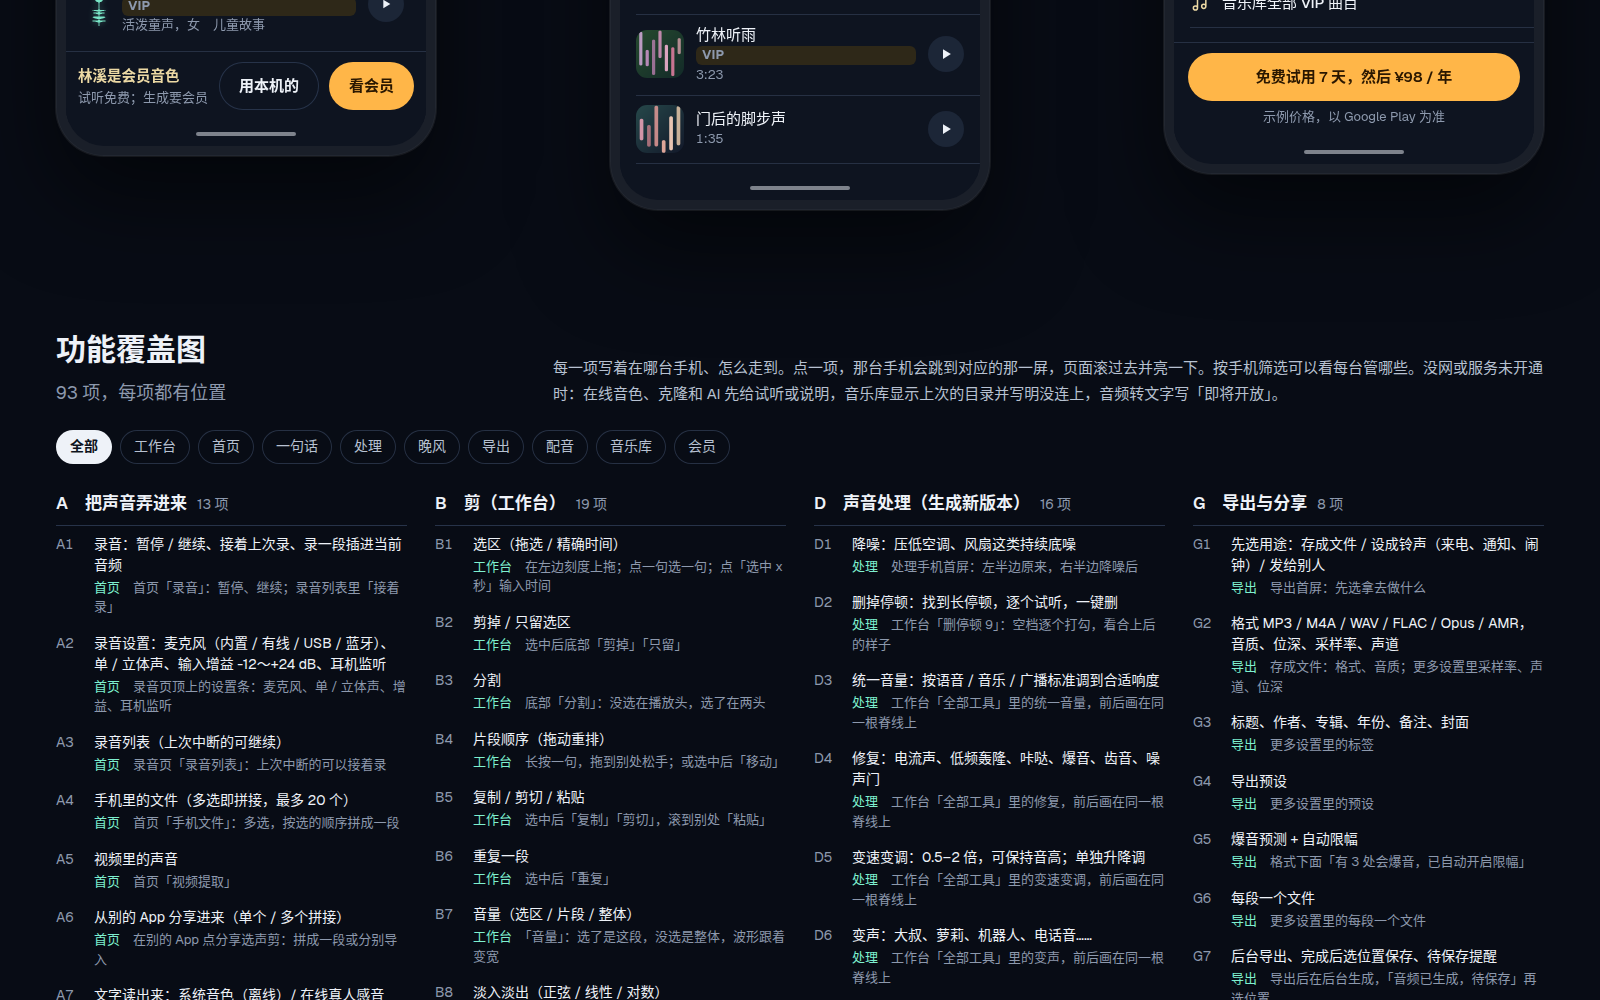 VIP
活泼童声，女　儿童故事
林溪是会员音色
试听免费；生成要会员
用本机的
看会员
竹林听雨
VIP
3:23
门后的脚步声
1:35
音乐库全部 VIP 曲目
免费试用 7 天，然后 ¥98 / 年
示例价格，以 Google Play 为准
功能覆盖图
93 项，每项都有位置
每一项写着在哪台手机、怎么走到。点一项，那台手机会跳到对应的那一屏，页面滚过去并亮一下。按手机筛选可以看每台管哪些。没网或服务未开通
时：在线音色、克隆和 AI 先给试听或说明，音乐库显示上次的目录并写明没连上，音频转文字写「即将开放」。
全部
工作台
首页
一句话
处理
晚风
导出
配音
音乐库
会员
A 把声音弄进来 13 项
A1 录音：暂停 / 继续、接着上次录、录一段插进当前
音频
首页 首页「录音」：暂停、继续；录音列表里「接着
录」
A2 录音设置：麦克风（内置 / 有线 / USB / 蓝牙）、
单 / 立体声、输入增益 -12～+24 dB、耳机监听
首页 录音页顶上的设置条：麦克风、单 / 立体声、增
益、耳机监听
A3 录音列表（上次中断的可继续）
首页 录音页「录音列表」：上次中断的可以接着录
A4 手机里的文件（多选即拼接，最多 20 个）
首页 首页「手机文件」：多选，按选的顺序拼成一段
A5 视频里的声音
首页 首页「视频提取」
A6 从别的 App 分享进来（单个 / 多个拼接）
首页 在别的 App 点分享选声剪：拼成一段或分别导
入
A7 文字读出来：系统音色（离线）/ 在线真人感音
B 剪（工作台） 19 项
B1 选区（拖选 / 精确时间）
工作台 在左边刻度上拖；点一句选一句；点「选中 x
秒」输入时间
B2 剪掉 / 只留选区
工作台 选中后底部「剪掉」「只留」
B3 分割
工作台 底部「分割」：没选在播放头，选了在两头
B4 片段顺序（拖动重排）
工作台 长按一句，拖到别处松手；或选中后「移动」
B5 复制 / 剪切 / 粘贴
工作台 选中后「复制」「剪切」，滚到别处「粘贴」
B6 重复一段
工作台 选中后「重复」
B7 音量（选区 / 片段 / 整体）
工作台 「音量」：选了是这段，没选是整体，波形跟着
变宽
B8 淡入淡出（正弦 / 线性 / 对数）
D 声音处理（生成新版本） 16 项
D1 降噪：压低空调、风扇这类持续底噪
处理 处理手机首屏：左半边原来，右半边降噪后
D2 删掉停顿：找到长停顿，逐个试听，一键删
处理 工作台「删停顿 9」：空档逐个打勾，看合上后
的样子
D3 统一音量：按语音 / 音乐 / 广播标准调到合适响度
处理 工作台「全部工具」里的统一音量，前后画在同
一根脊线上
D4 修复：电流声、低频轰隆、咔哒、爆音、齿音、噪
声门
处理 工作台「全部工具」里的修复，前后画在同一根
脊线上
D5 变速变调：0.5–2 倍，可保持音高；单独升降调
处理 工作台「全部工具」里的变速变调，前后画在同
一根脊线上
D6 变声：大叔、萝莉、机器人、电话音……
处理 工作台「全部工具」里的变声，前后画在同一根
脊线上
G 导出与分享 8 项
G1 先选用途：存成文件 / 设成铃声（来电、通知、闹
钟）/ 发给别人
导出 导出首屏：先选拿去做什么
G2 格式 MP3 / M4A / WAV / FLAC / Opus / AMR，
音质、位深、采样率、声道
导出 存成文件：格式、音质；更多设置里采样率、声
道、位深
G3 标题、作者、专辑、年份、备注、封面
导出 更多设置里的标签
G4 导出预设
导出 更多设置里的预设
G5 爆音预测 + 自动限幅
导出 格式下面「有 3 处会爆音，已自动开启限幅」
G6 每段一个文件
导出 更多设置里的每段一个文件
G7 后台导出、完成后选位置保存、待保存提醒
导出 导出后在后台生成，「音频已生成，待保存」再
选位置